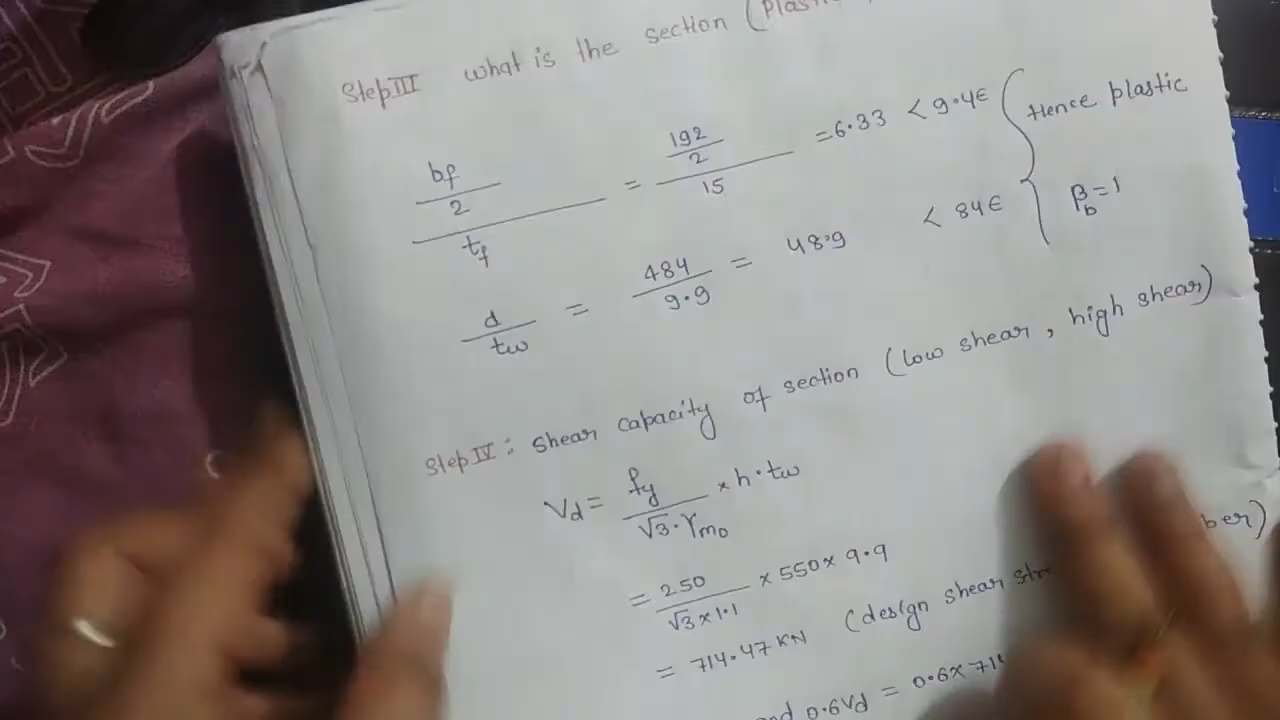 Step III what is the section (Plastic
bf/2 / tf = 192/2 / 15 = 6.33 < 9.4ϵ Hence plastic
d/tw = 484/9.9 = 48.9 < 84ϵ βb=1
Step IV: Shear capacity of section (low shear, high shear)
Vd = fy/√3.γmo × h.tw
= 250/√3×1.1 × 550 × 9.9
= 714.47 KN (design shear
0.6Vd = 0.6×